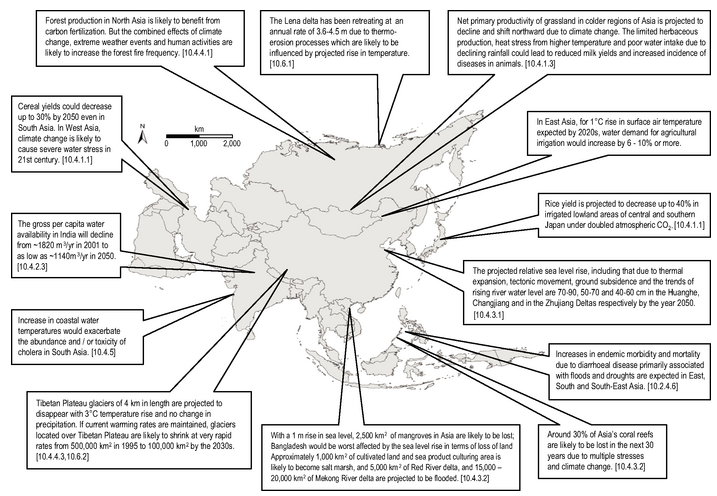 Forest production in North Asia is likely to benefit from
carbon fertilization. But the combined effects of climate
change, extreme weather events and human activities are
likely to increase the forest fire frequency. [10.4.4.1]
The Lena delta has been retreating at an
annual rate of 3.6-4.5 m due to thermo-
erosion processes which are likely to be
influenced by projected rise in temperature.
[10.6.1]
Net primary productivity of grassland in colder regions of Asia is projected to
decline and shift northward due to climate change. The limited herbaceous
production, heat stress from higher temperature and poor water intake due to
declining rainfall could lead to reduced milk yields and increased incidence of
diseases in animals. [10.4.1.3]
Cereal yields could decrease
up to 30% by 2050 even in
South Asia. In West Asia,
climate change is likely to
cause severe water stress in
21st century. [10.4.1.1]
N
km
0 1,000 2,000
In East Asia, for 1°C rise in surface air temperature
expected by 2020s, water demand for agricultural
irrigation would increase by 6 - 10% or more.
Rice yield is projected to decrease up to 40% in
irrigated lowland areas of central and southern
Japan under doubled atmospheric CO₂. [10.4.1.1]
The gross per capita water
availability in India will decline
from ~1820 m³/yr in 2001 to
as low as ~1140m³/yr in 2050.
[10.4.2.3]
The projected relative sea level rise, including that due to thermal
expansion, tectonic movement, ground subsidence and the trends of
rising river water level are 70-90, 50-70 and 40-60 cm in the Huanghe,
Changjiang and in the Zhujiang Deltas respectively by the year 2050.
[10.4.3.1]
Increase in coastal water
temperatures would exacerbate
the abundance and / or toxicity of
cholera in South Asia. [10.4.5]
Increases in endemic morbidity and mortality
due to diarrhoeal disease primarily associated
with floods and droughts are expected in East,
South and South-East Asia. [10.2.4.6]
Tibetan Plateau glaciers of 4 km in length are projected to
disappear with 3°C temperature rise and no change in
precipitation. If current warming rates are maintained, glaciers
located over Tibetan Plateau are likely to shrink at very rapid
rates from 500,000 km² in 1995 to 100,000 km² by the 2030s.
[10.4.4.3,10.6.2]
With a 1 m rise in sea level, 2,500 km² of mangroves in Asia are likely to be lost;
Bangladesh would be worst affected by the sea level rise in terms of loss of land
Approximately 1,000 km² of cultivated land and sea product culturing area is
likely to become salt marsh, and 5,000 km² of Red River delta, and 15,000 –
20,000 km² of Mekong River delta are projected to be flooded. [10.4.3.2]
Around 30% of Asia's coral reefs
are likely to be lost in the next 30
years due to multiple stresses
and climate change. [10.4.3.2]